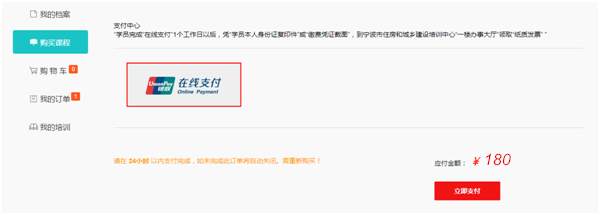 我的档案
购买课程
购 物 车 0
我的订单 1
我的培训
支付中心
"学员完成"在线支付"1个工作日以后，凭"学员本人身份证复印件"或"缴费凭证截图"，到宁波市住房和城乡建设培训中心"一楼办事大厅"领取"纸质发票" "
UnionPay 银联
在线支付
Online Payment
请在 24小时 以内支付完成，如未完成此订单将自动关闭。需重新购买！
应付金额： ￥180
立即支付